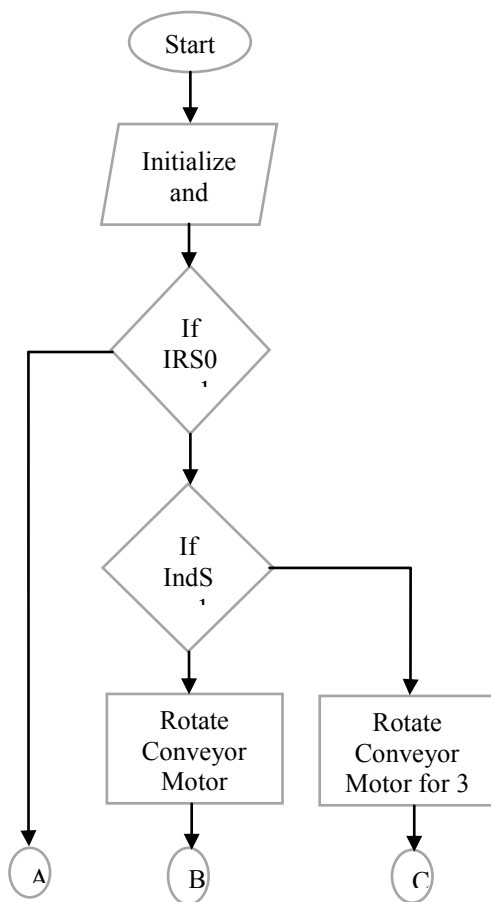 Start
Initialize
and
If
IRS0
If
IndS
Rotate
Conveyor
Motor
Rotate
Conveyor
Motor for 3
A
B
C